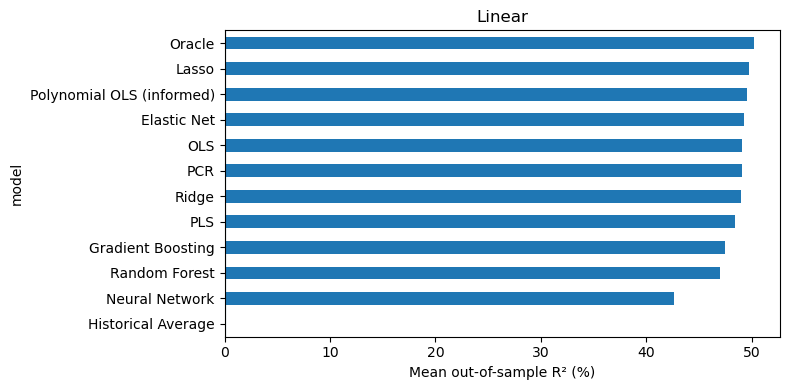 Linear
Oracle
Lasso
Polynomial OLS (informed)
Elastic Net
OLS
PCR
Ridge
PLS
Gradient Boosting
Random Forest
Neural Network
Historical Average
model
0 10 20 30 40 50
Mean out-of-sample R² (%)